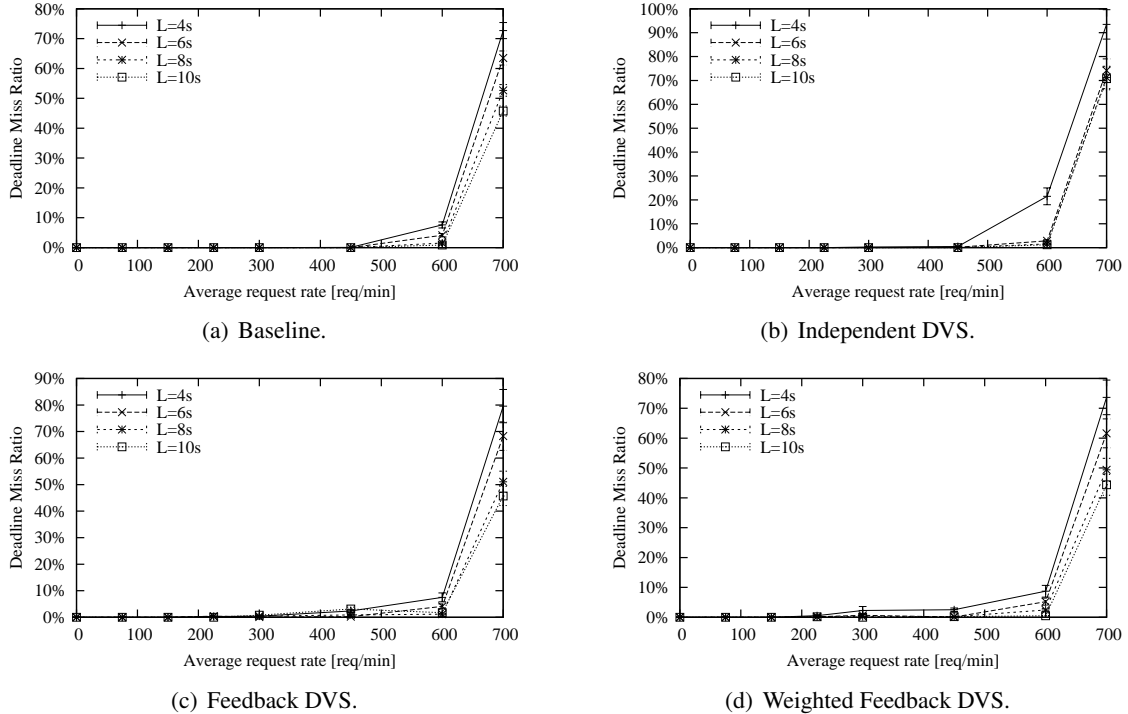 80%
70%
60%
50%
40%
30%
20%
10%
0%
Deadline Miss Ratio
L=4s
L=6s
L=8s
L=10s
0 100 200 300 400 500 600 700
Average request rate [req/min]
(a) Baseline.
100%
90%
80%
70%
60%
50%
40%
30%
20%
10%
0%
Deadline Miss Ratio
L=4s
L=6s
L=8s
L=10s
0 100 200 300 400 500 600 700
Average request rate [req/min]
(b) Independent DVS.
90%
80%
70%
60%
50%
40%
30%
20%
10%
0%
Deadline Miss Ratio
L=4s
L=6s
L=8s
L=10s
0 100 200 300 400 500 600 700
Average request rate [req/min]
(c) Feedback DVS.
80%
70%
60%
50%
40%
30%
20%
10%
0%
Deadline Miss Ratio
L=4s
L=6s
L=8s
L=10s
0 100 200 300 400 500 600 700
Average request rate [req/min]
(d) Weighted Feedback DVS.